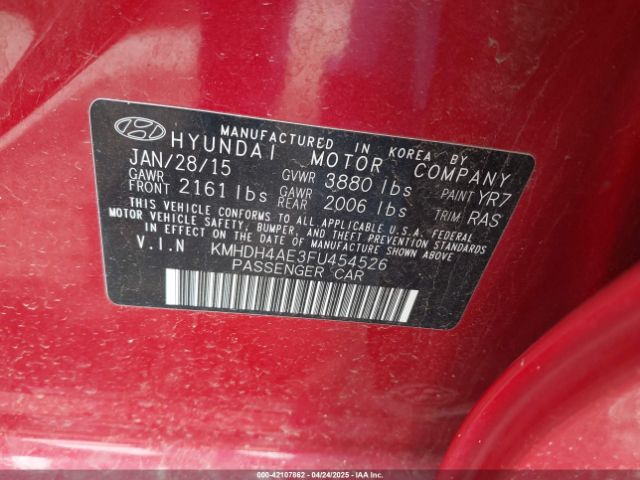 MANUFACTURED IN KOREA BY
HYUNDAI MOTOR COMPANY
JAN/28/15 GVWR 3880 lbs PAINT YR7
GAWR FRONT 2161 lbs GAWR REAR 2006 lbs TRIM RAS
THIS VEHICLE CONFORMS TO ALL APPLICABLE U.S.A. FEDERAL
MOTOR VEHICLE SAFETY, BUMPER, AND THEFT PREVENTION STANDARDS
IN EFFECT ON THE DATE OF MANUFACTURE SHOWN ABOVE.
V.I.N KMHDH4AE3FU454526
PASSENGER CAR
000-42107862 - 04/24/2025 - IAAI.COM